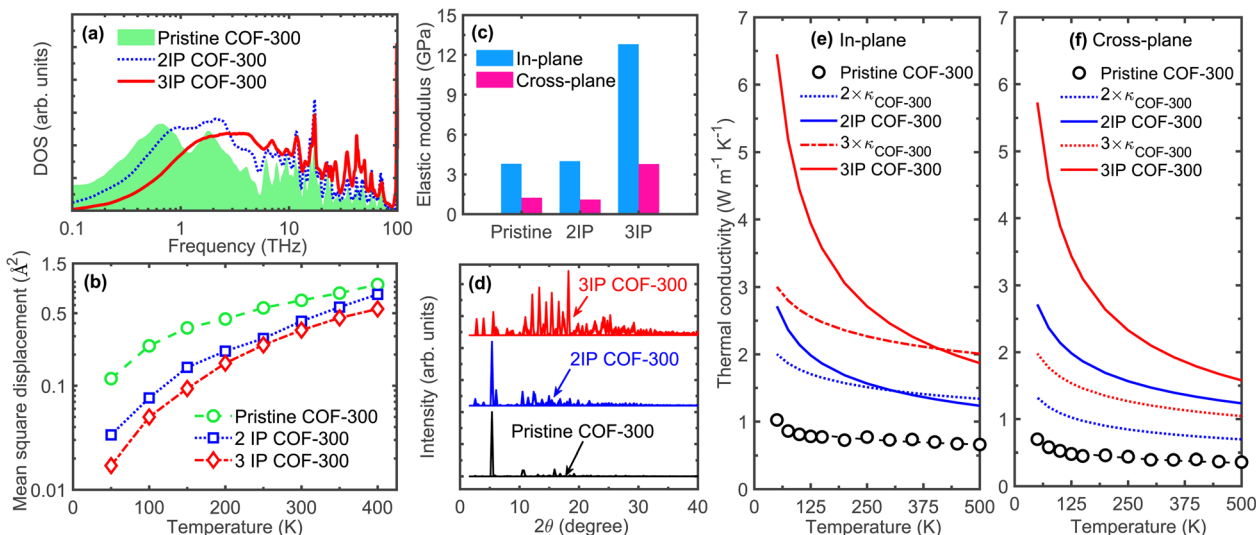 (a)
Pristine COF-300
2IP COF-300
3IP COF-300
DOS (arb. units)
0.1 1 10 100
Frequency (THz)
(b)
1.5
0.5
0.1
0.01
Mean square displacement (Å²)
Pristine COF-300
2 IP COF-300
3 IP COF-300
0 50 100 150 200 250 300 350 400
Temperature (K)
(c)
15
12
9
6
3
0
Elastic modulus (GPa)
In-plane
Cross-plane
Pristine 2IP 3IP
(d)
3IP COF-300
2IP COF-300
Pristine COF-300
Intensity (arb. units)
0 10 20 30 40
2θ (degree)
Thermal conductivity (W m⁻¹ K⁻¹)
7
6
5
4
3
2
1
0
(e) In-plane
Pristine COF-300
2×κCOF-300
2IP COF-300
3×κCOF-300
3IP COF-300
0 125 250 375 500
Temperature (K)
7
6
5
4
3
2
1
0
(f) Cross-plane
Pristine COF-300
2×κCOF-300
2IP COF-300
3×κCOF-300
3IP COF-300
0 125 250 375 500
Temperature (K)